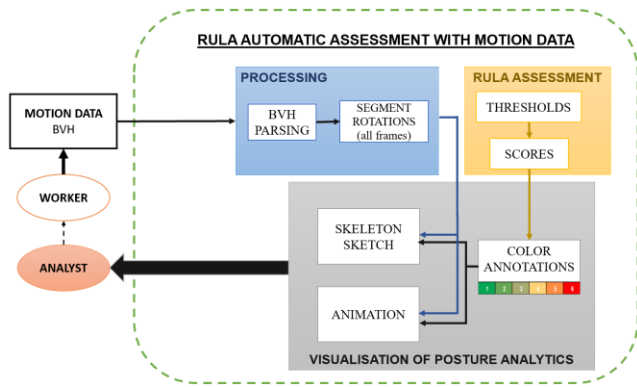 RULA AUTOMATIC ASSESSMENT WITH MOTION DATA
PROCESSING
RULA ASSESSMENT
MOTION DATA
BVH
BVH
PARSING
SEGMENT
ROTATIONS
(all frames)
THRESHOLDS
SCORES
WORKER
ANALYST
SKELETON
SKETCH
COLOR
ANNOTATIONS
1 2 3 4 5 6
ANIMATION
VISUALISATION OF POSTURE ANALYTICS